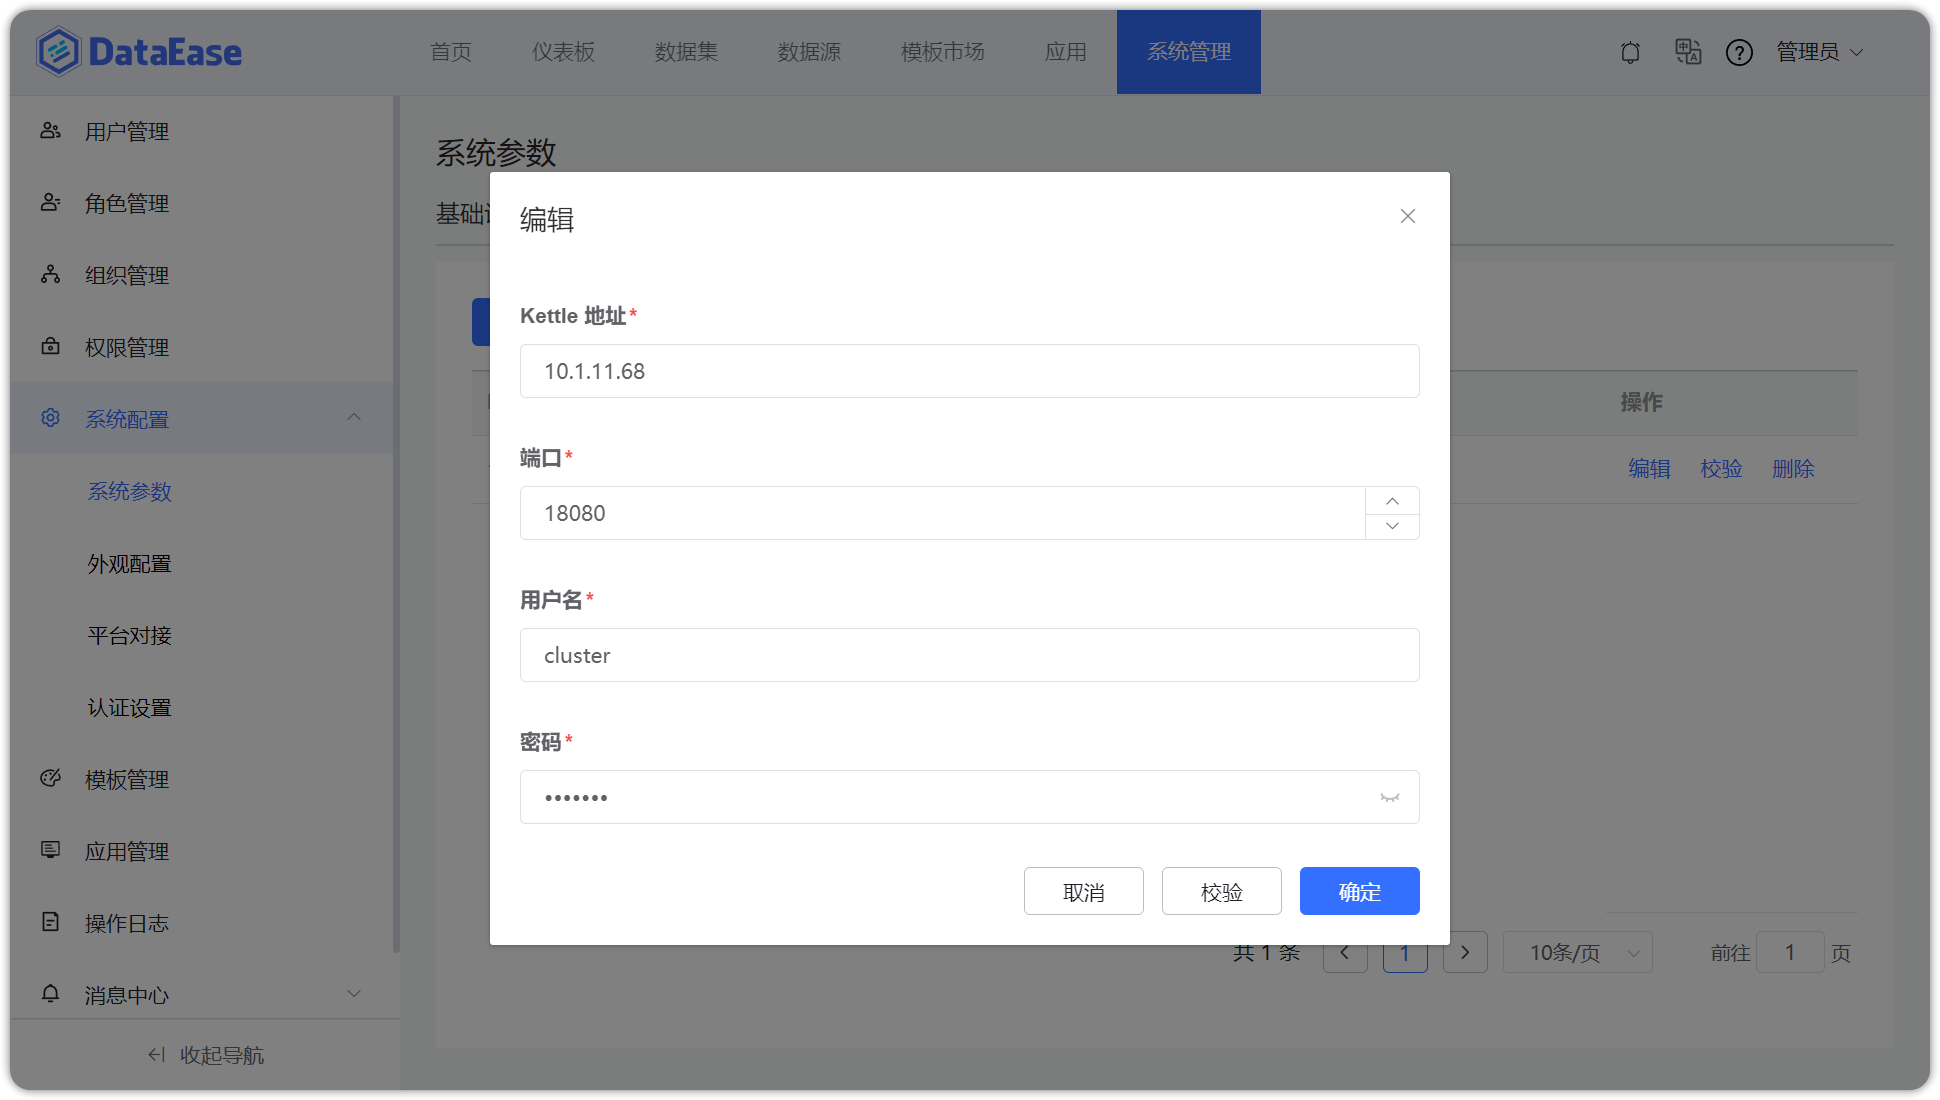 DataEase
首页 仪表板 数据集 数据源 模板市场 应用 系统管理 管理员
用户管理
角色管理
组织管理
权限管理
系统配置
系统参数
外观配置
平台对接
认证设置
模板管理
应用管理
操作日志
消息中心
收起导航
系统参数
基础
编辑
Kettle 地址*
10.1.11.68
端口*
18080
用户名*
cluster
密码*
•••••••
取消 校验 确定
操作
编辑 校验 删除
共 1 条 1 10条/页 前往 1 页